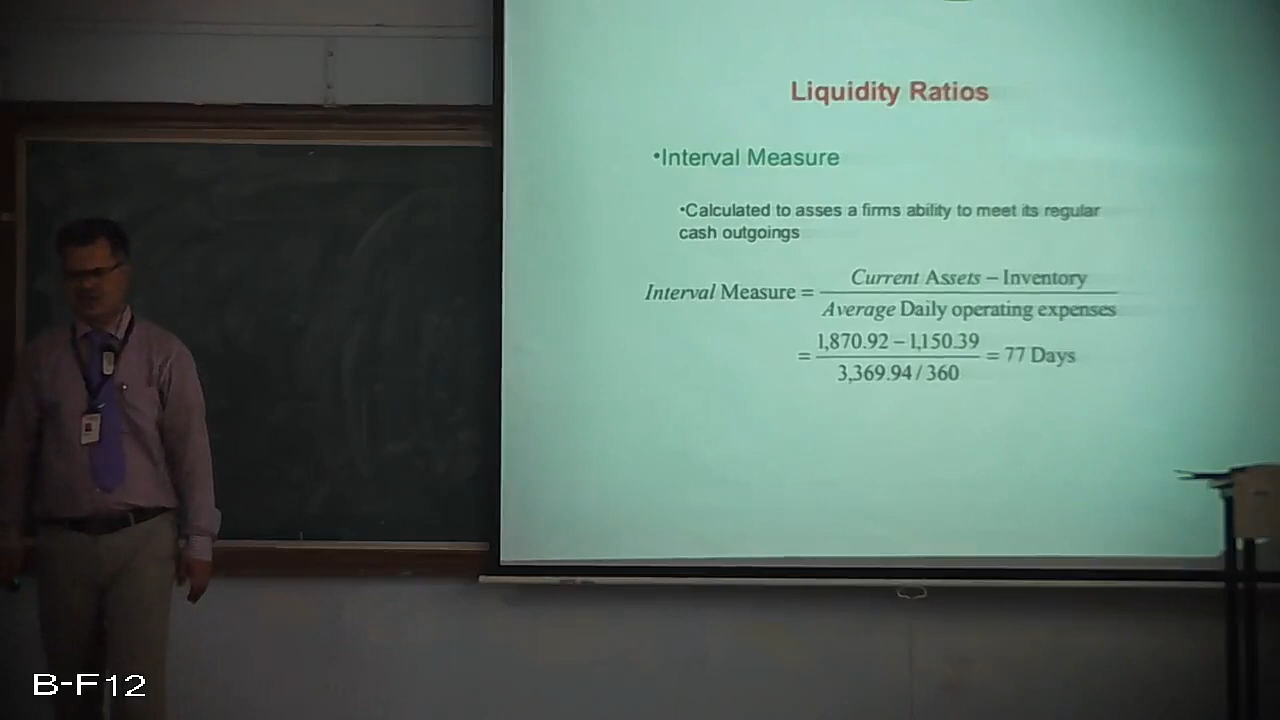 Liquidity Ratios
•Interval Measure
•Calculated to asses a firms ability to meet its regular
cash outgoings
Interval Measure = Current Assets – Inventory / Average Daily operating expenses
= 1,870.92 – 1,150.39 / 3,369.94 / 360 = 77 Days
B-F12